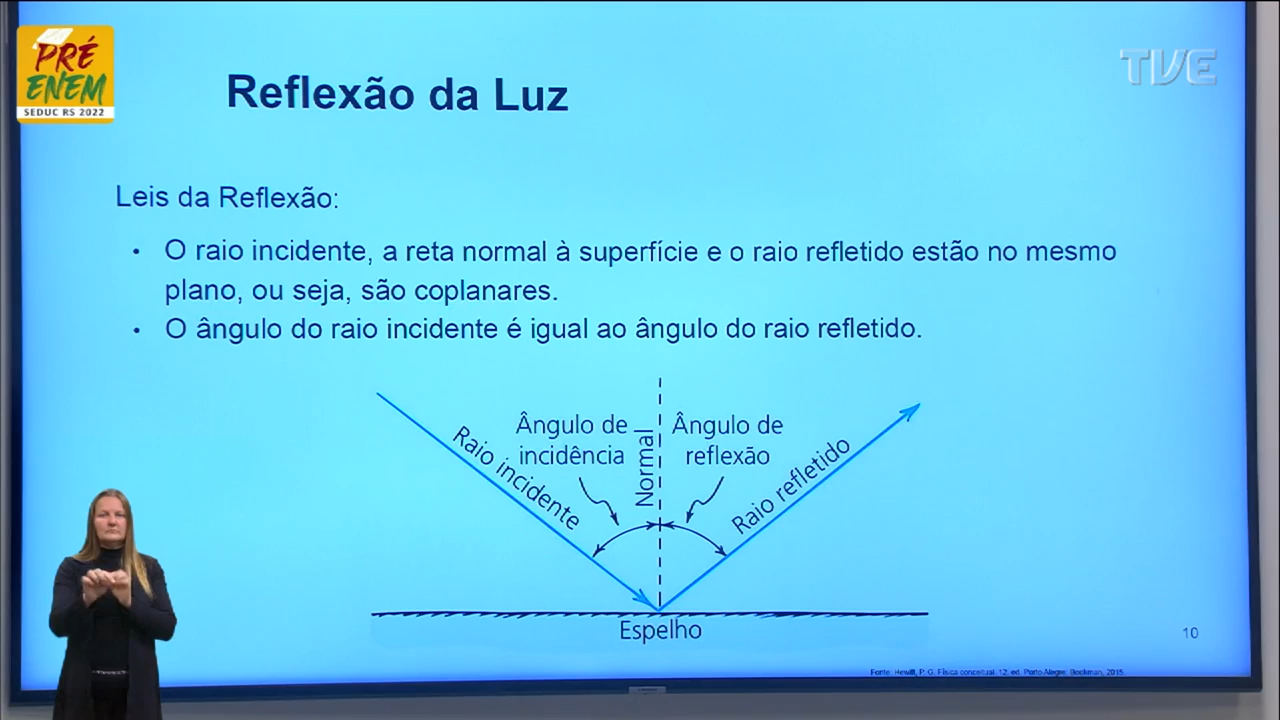 PRÉ
ENEM
SEDUC RS 2022
TVE
Reflexão da Luz
Leis da Reflexão:
• O raio incidente, a reta normal à superfície e o raio refletido estão no mesmo
plano, ou seja, são coplanares.
• O ângulo do raio incidente é igual ao ângulo do raio refletido.
Raio incidente
Ângulo de
incidência
Normal
Ângulo de
reflexão
Raio refletido
Espelho
10
Fonte: Hewitt, P. G. Física conceitual. 12. ed. Porto Alegre: Bookman, 2015.